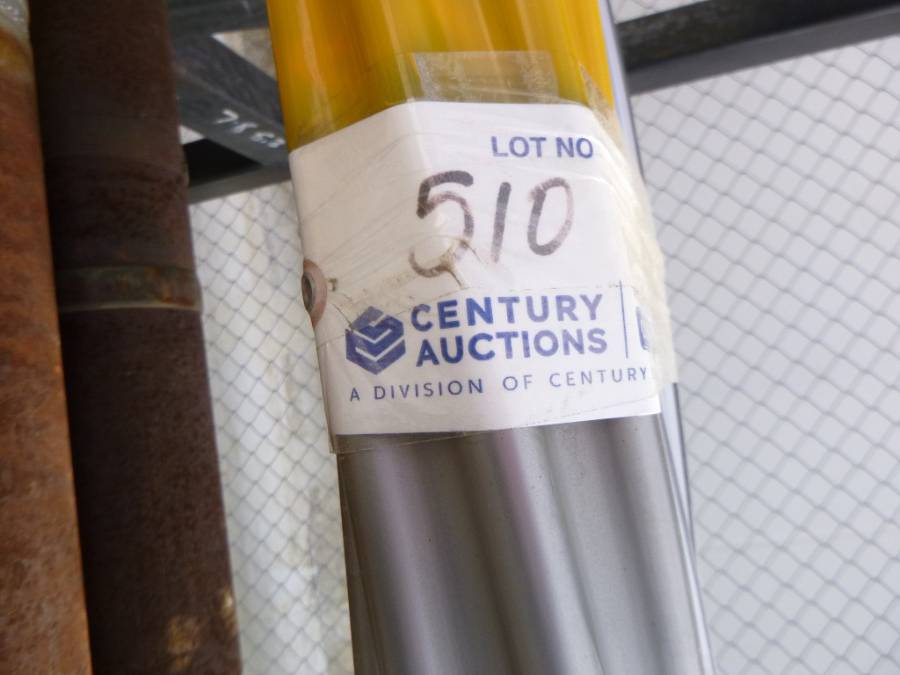 LOT NO
510
CENTURY
AUCTIONS
A DIVISION OF CENTURY